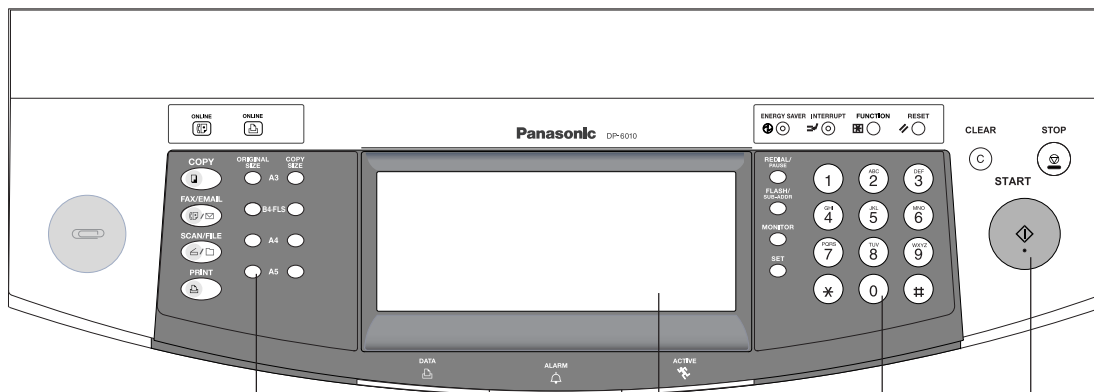 ONLINE
ONLINE
Panasonic DP-6010
ENERGY SAVER INTERRUPT FUNCTION RESET
CLEAR STOP
C
START
COPY
FAX/EMAIL
SCAN/FILE
PRINT
ORIGINAL
SIZE
COPY
SIZE
A3
B4·FLS
A4
A5
REDIAL/
PAUSE
FLASH/
SUB-ADDR
MONITOR
SET
1
ABC
2
DEF
3
GHI
4
JKL
5
MNO
6
PQRS
7
TUV
8
WXYZ
9
*
0
#
DATA
ALARM
ACTIVE